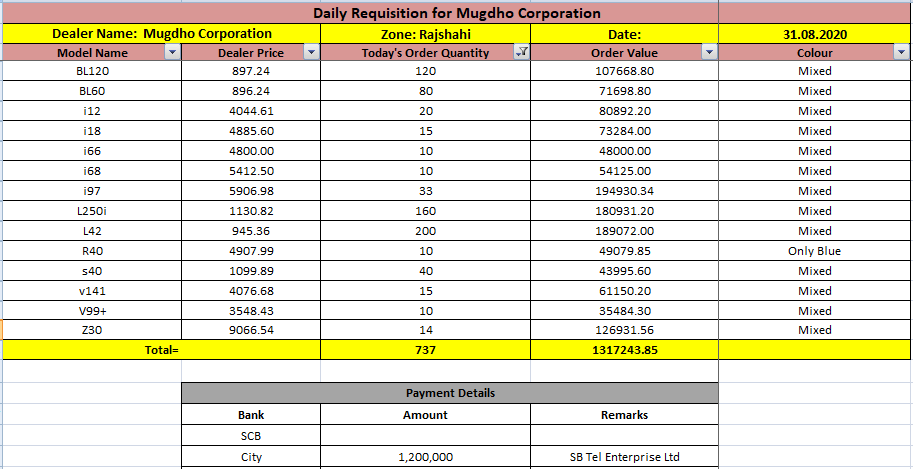 Daily Requisition for Mugdho Corporation
Dealer Name: Mugdho Corporation Zone: Rajshahi Date: 31.08.2020
Model Name Dealer Price Today's Order Quantity Order Value Colour
BL120 897.24 120 107668.80 Mixed
BL60 896.24 80 71698.80 Mixed
i12 4044.61 20 80892.20 Mixed
i18 4885.60 15 73284.00 Mixed
i66 4800.00 10 48000.00 Mixed
i68 5412.50 10 54125.00 Mixed
i97 5906.98 33 194930.34 Mixed
L250i 1130.82 160 180931.20 Mixed
L42 945.36 200 189072.00 Mixed
R40 4907.99 10 49079.85 Only Blue
s40 1099.89 40 43995.60 Mixed
v141 4076.68 15 61150.20 Mixed
V99+ 3548.43 10 35484.30 Mixed
Z30 9066.54 14 126931.56 Mixed
Total= 737 1317243.85
Payment Details
Bank Amount Remarks
SCB
City 1,200,000 SB Tel Enterprise Ltd